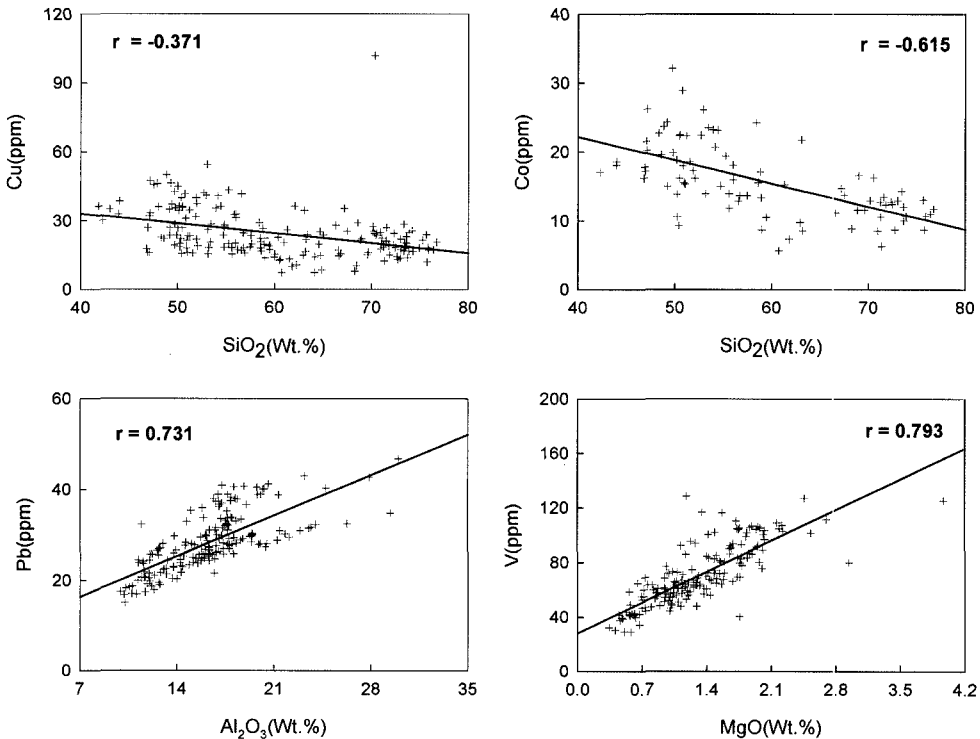 r = -0.371
120
90
60
30
0
Cu(ppm)
40 50 60 70 80
SiO2(Wt.%)
r = -0.615
40
30
20
10
0
Co(ppm)
40 50 60 70 80
SiO2(Wt.%)
r = 0.731
60
40
20
0
Pb(ppm)
7 14 21 28 35
Al2O3(Wt.%)
r = 0.793
200
160
120
80
40
0
V(ppm)
0.0 0.7 1.4 2.1 2.8 3.5 4.2
MgO(Wt.%)